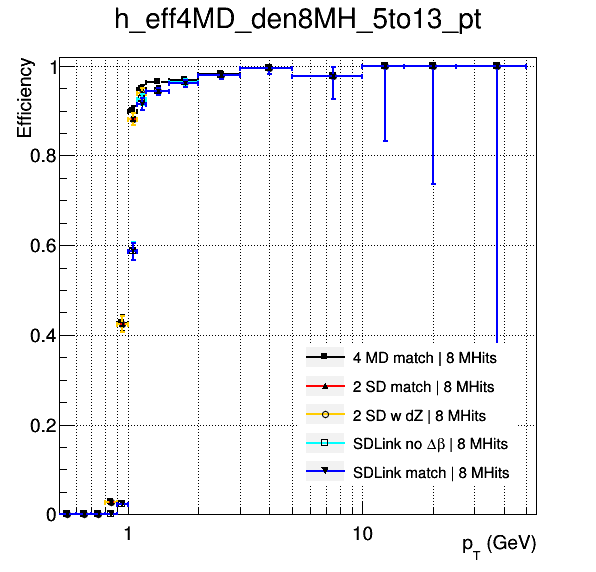 h_eff4MD_den8MH_5to13_pt
Efficiency
1
0.8
0.6
0.4
0.2
0
4 MD match | 8 MHits
2 SD match | 8 MHits
2 SD w dZ | 8 MHits
SDLink no Δβ | 8 MHits
SDLink match | 8 MHits
1 10
p_T (GeV)